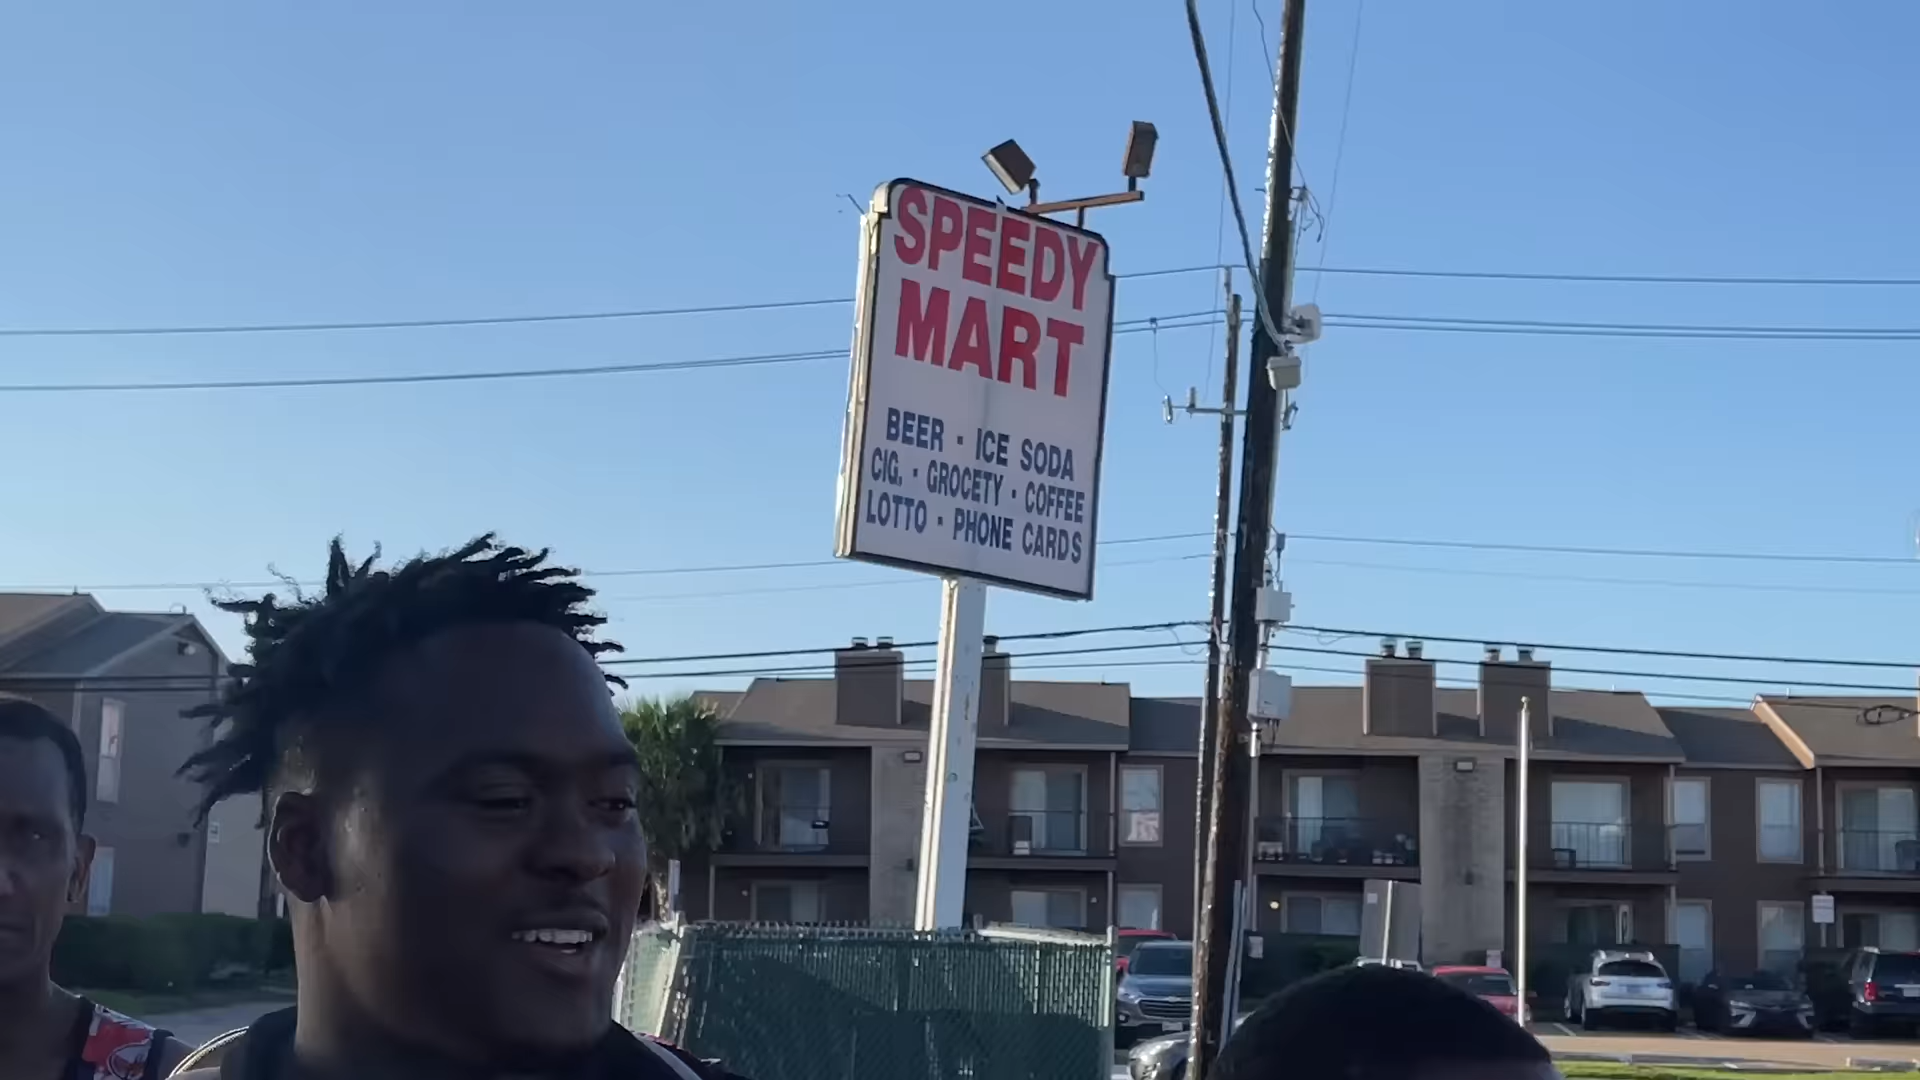 SPEEDY
MART
BEER · ICE SODA
CIG. · GROCETY · COFFEE
LOTTO · PHONE CARDS